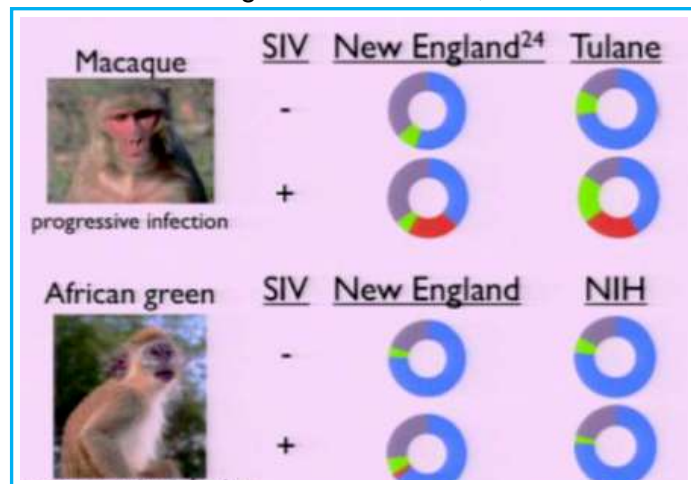 Macaque SIV New England24 Tulane
-
+
progressive infection
African green SIV New England NIH
-
+